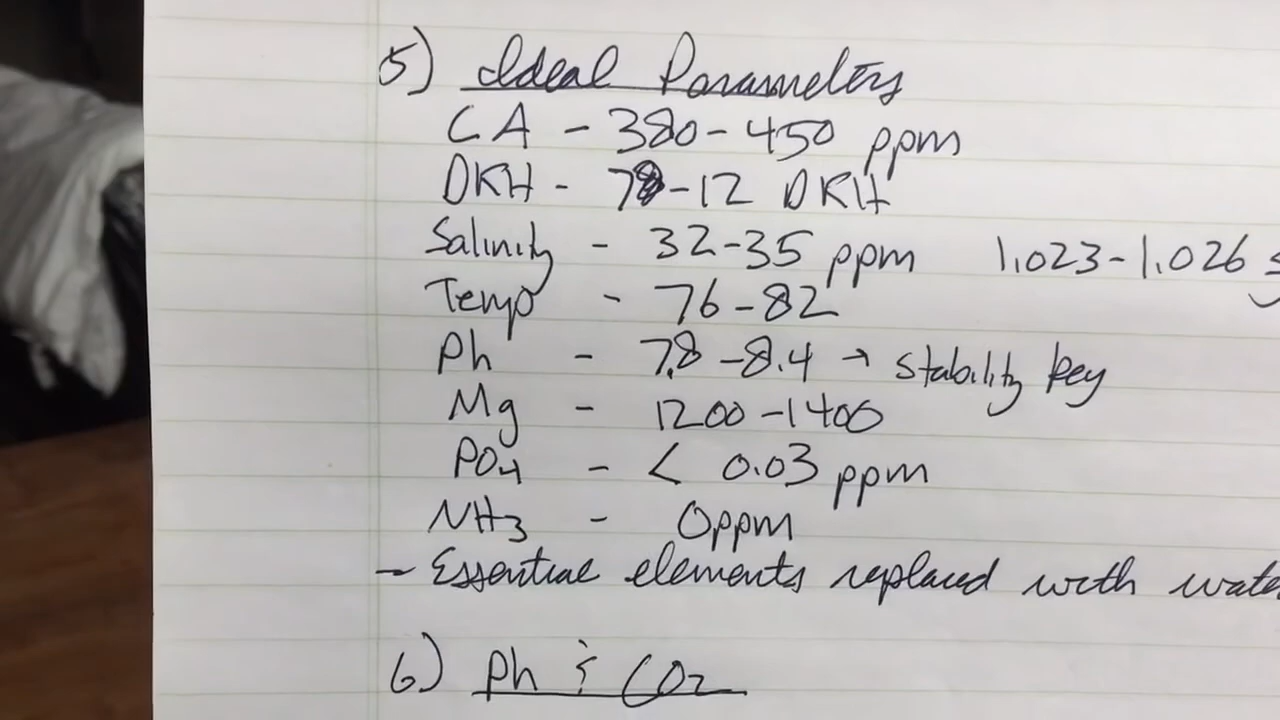 5) Ideal Parameters
CA - 380-450 ppm
DKH - 78-12 DKH
Salinity - 32-35 ppm 1.023-1.026
Temp - 76-82
Ph - 7.8-8.4 → stability key
Mg - 1200-1400
PO4 - < 0.03 ppm
NH3 - 0ppm
- Essential elements replaced with wate
6) Ph & CO2